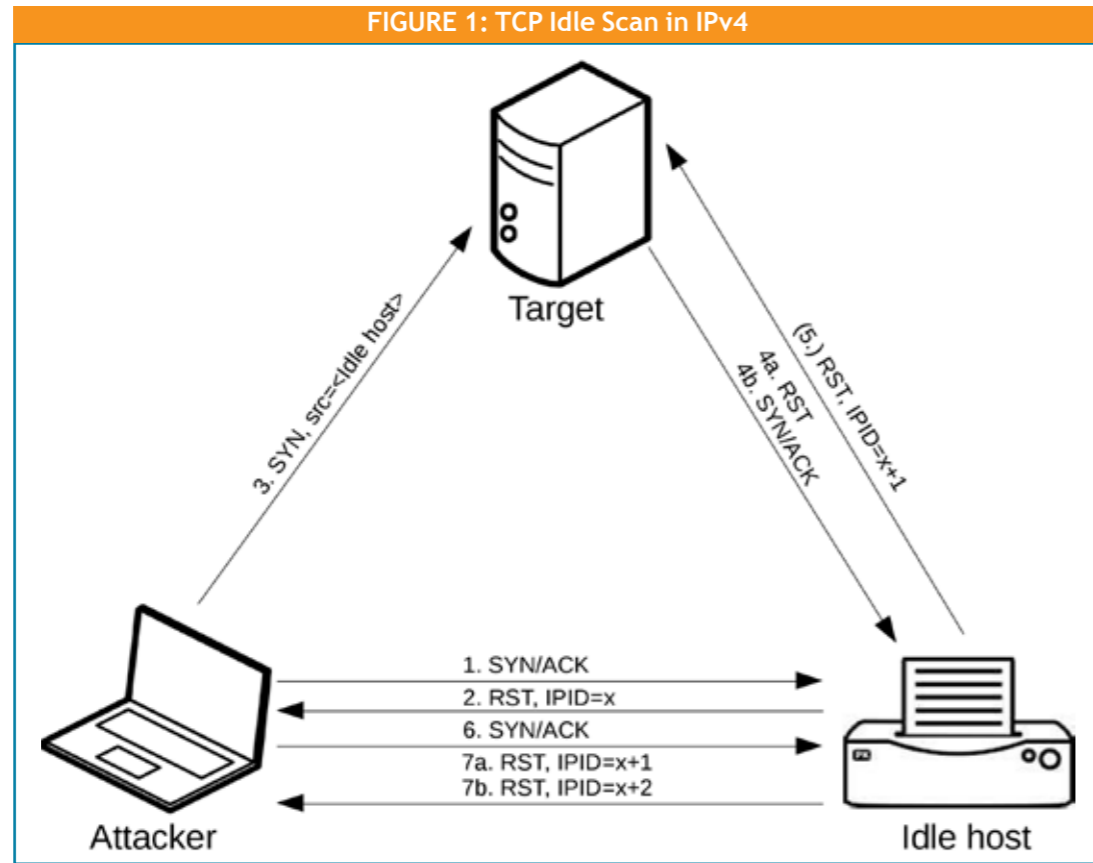 FIGURE 1: TCP Idle Scan in IPv4
Target
3. SYN, src=<Idle host>
4a. RST
4b. SYN/ACK
(5.) RST, IPID=x+1
1. SYN/ACK
2. RST, IPID=x
6. SYN/ACK
7a. RST, IPID=x+1
7b. RST, IPID=x+2
Attacker
Idle host